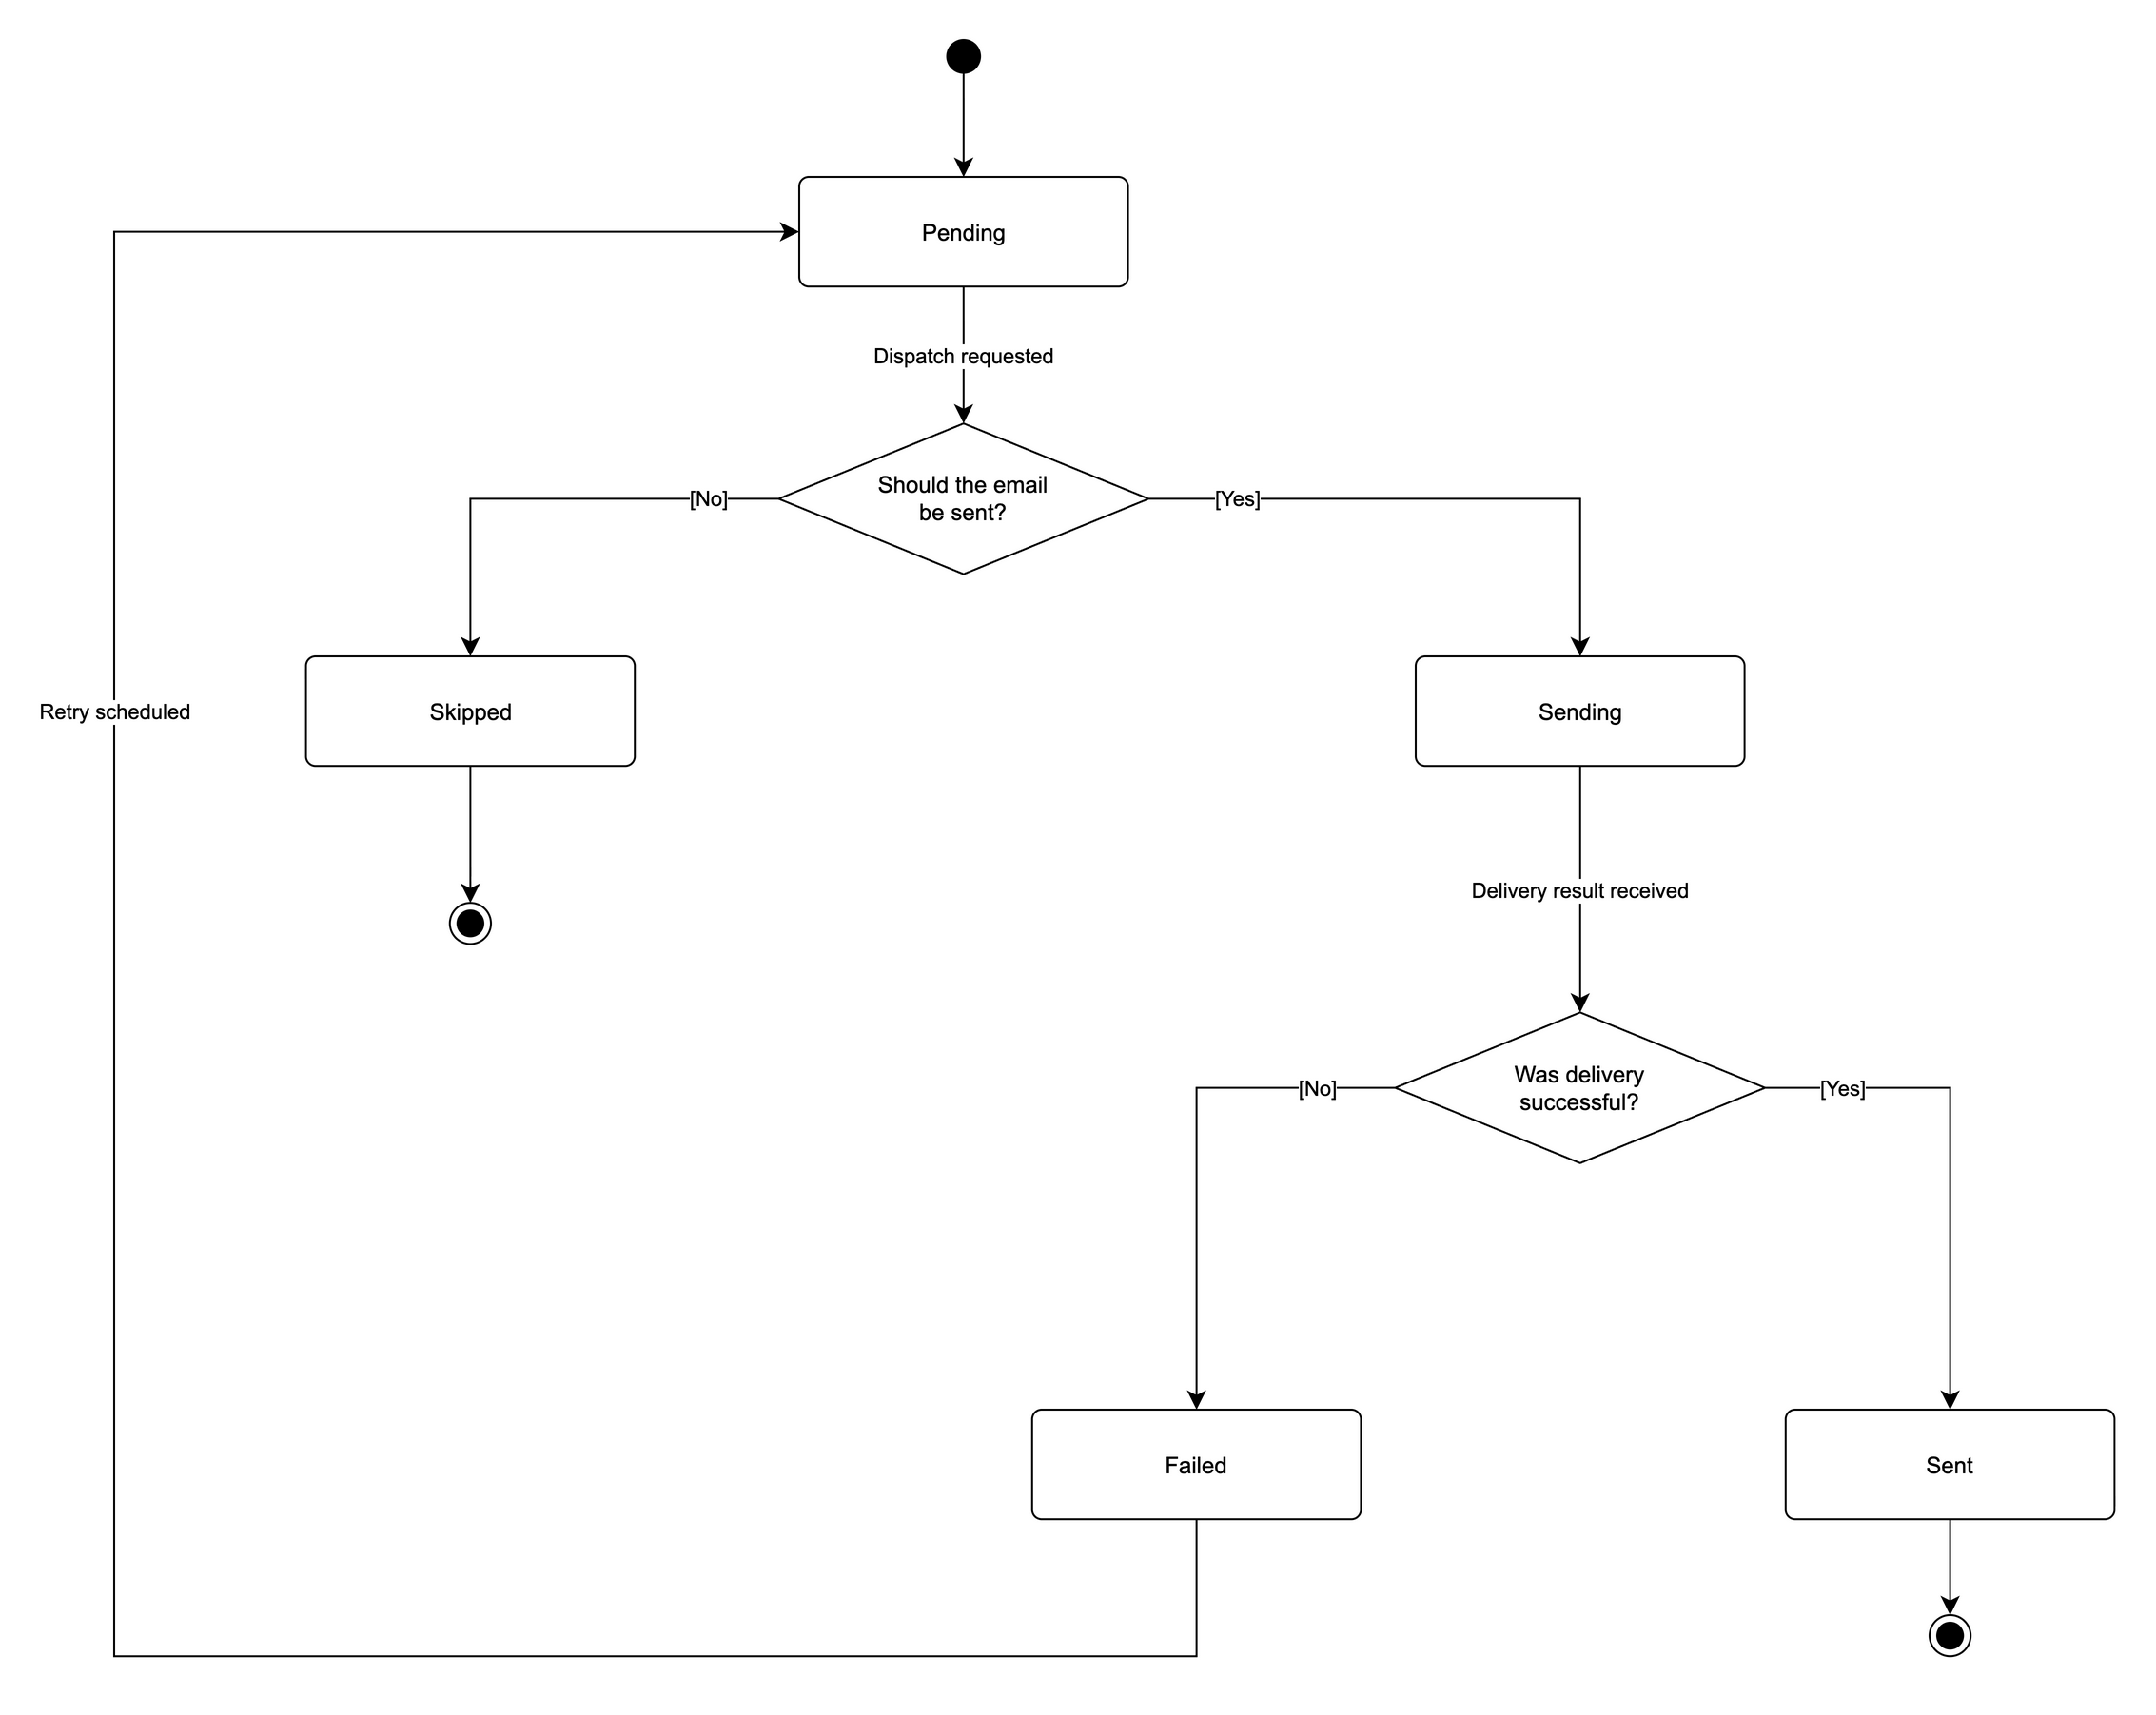 Pending
Dispatch requested
Should the email
be sent?
[No]
[Yes]
Retry scheduled
Skipped
Sending
Delivery result received
Was delivery
successful?
[No]
[Yes]
Failed
Sent